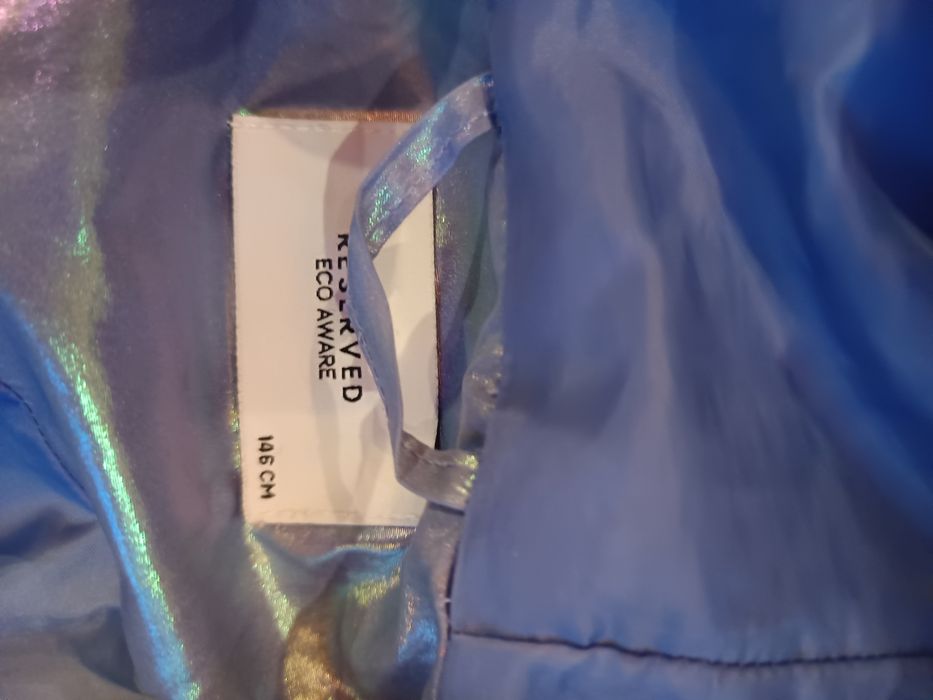 RESERVED
ECO AWARE
146 CM